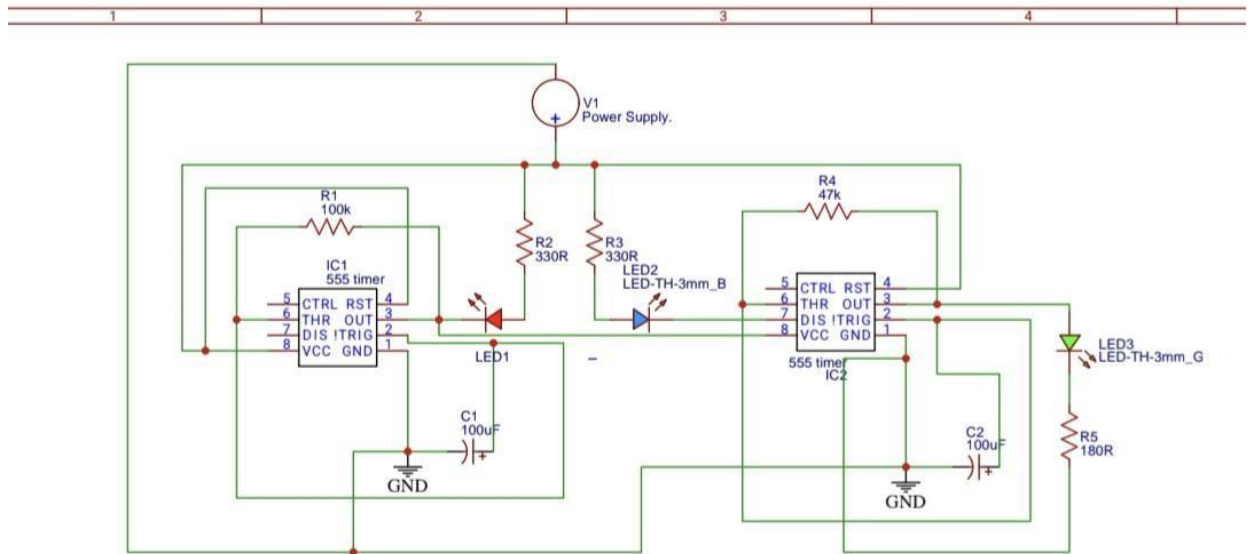 1 2 3 4
V1
Power Supply.
R1
100k
R2
330R
R3
330R
R4
47k
LED2
LED-TH-3mm_B
IC1
555 timer
5 CTRL RST 4
6 THR OUT 3
7 DIS !TRIG 2
8 VCC GND 1
LED1
5 CTRL RST 4
6 THR OUT 3
7 DIS !TRIG 2
8 VCC GND 1
555 timer
IC2
LED3
LED-TH-3mm_G
C1
100uF
+
GND
C2
100uF
+
GND
R5
180R